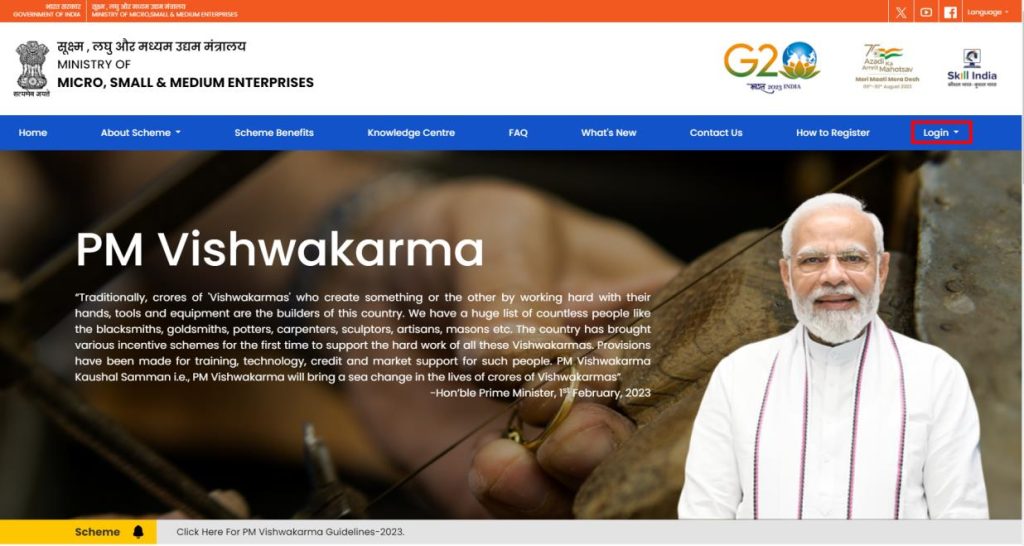 भारत सरकार
GOVERNMENT OF INDIA
सूक्ष्म , लघु और मध्यम उद्यम मंत्रालय
MINISTRY OF MICRO,SMALL & MEDIUM ENTERPRISES
Language
सूक्ष्म , लघु और मध्यम उद्यम मंत्रालय
MINISTRY OF
MICRO, SMALL & MEDIUM ENTERPRISES
सत्यमेव जयते
G20
भारत 2023 INDIA
75
Azadi Ka
Amrit Mahotsav
Meri Maati Mera Desh
09th-30th August 2023
Skill India
कौशल भारत - कुशल भारत
Home
About Scheme
Scheme Benefits
Knowledge Centre
FAQ
What's New
Contact Us
How to Register
Login
PM Vishwakarma
“Traditionally, crores of 'Vishwakarmas' who create something or the other by working hard with their
hands, tools and equipment are the builders of this country. We have a huge list of countless people like
the blacksmiths, goldsmiths, potters, carpenters, sculptors, artisans, masons etc. The country has brought
various incentive schemes for the first time to support the hard work of all these Vishwakarmas. Provisions
have been made for training, technology, credit and market support for such people. PM Vishwakarma
Kaushal Samman i.e., PM Vishwakarma will bring a sea change in the lives of crores of Vishwakarmas”
-Hon’ble Prime Minister, 1st February, 2023
Scheme
Click Here For PM Vishwakarma Guidelines-2023.